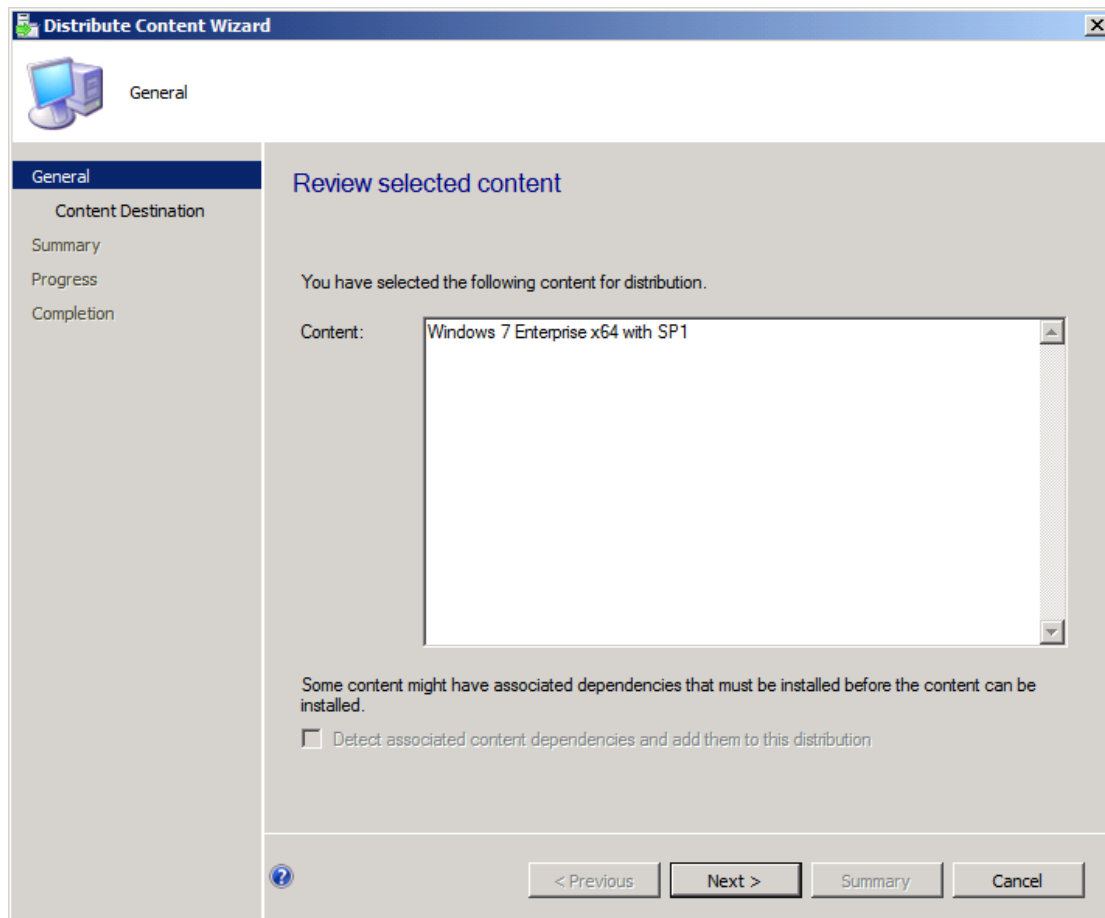 Distribute Content Wizard
General
General
Content Destination
Summary
Progress
Completion
Review selected content
You have selected the following content for distribution.
Content:
Windows 7 Enterprise x64 with SP1
Some content might have associated dependencies that must be installed before the content can be
installed.
Detect associated content dependencies and add them to this distribution
< Previous
Next >
Summary
Cancel